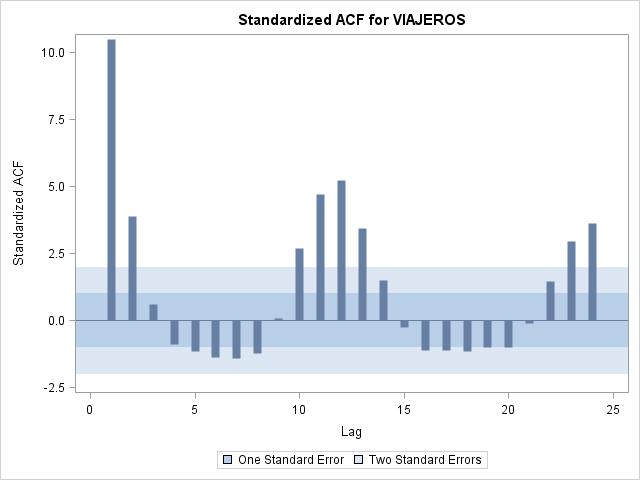 Standardized ACF for VIAJEROS
Standardized ACF
10.0
7.5
5.0
2.5
0.0
-2.5
0 5 10 15 20 25
Lag
One Standard Error Two Standard Errors